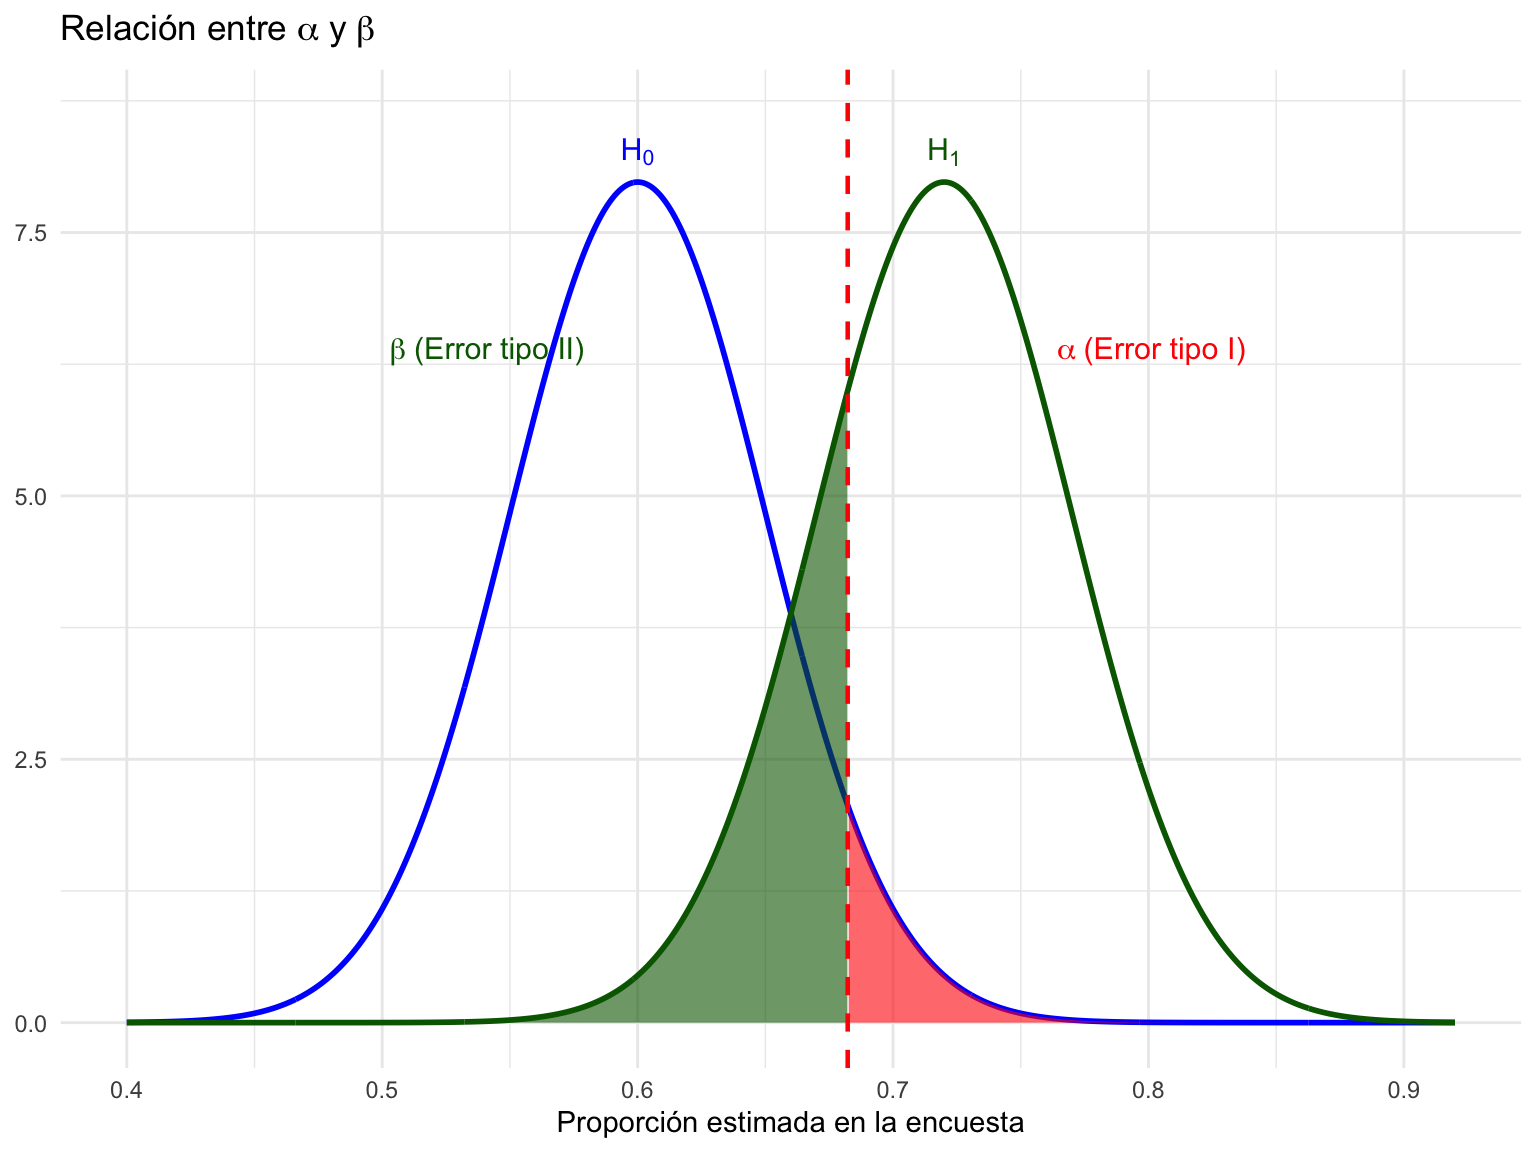 Relación entre α y β
H₀
H₁
β (Error tipo II)
α (Error tipo I)
7.5
5.0
2.5
0.0
0.4
0.5
0.6
0.7
0.8
0.9
Proporción estimada en la encuesta